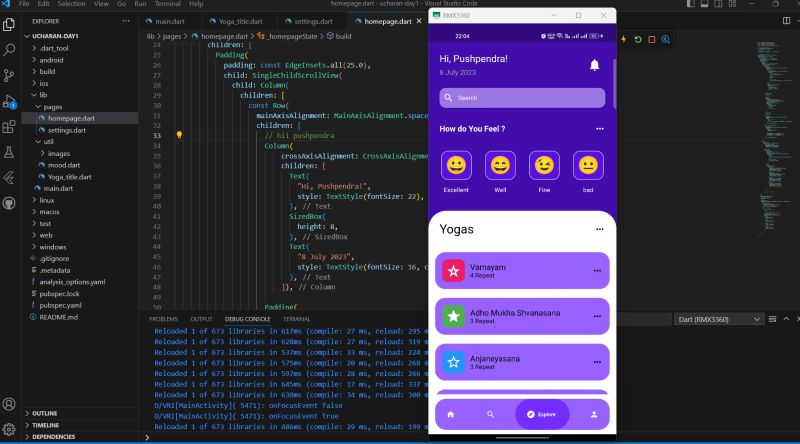 File Edit
Run Terminal
homepage.dart - ucharan-day1 - Visual Studio Code
EXPLORER
UCHARAN-DAY1
.dart_tool
android
build
ios
lib
pages
homepage.dart
settings.dart
util
images
mood.dart
Yoga_title.dart
main.dart
linux
macos
test
web
windows
.gitignore
.metadata
analysis_options.yaml
pubspec.lock
pubspec.yaml
README.md
OUTLINE
TIMELINE
DEPENDENCIES
main.dart
Yoga_title.dart
settings.dart
homepage.dart
lib > pages > homepage.dart > _homepageState > build
24 children: [
25 Padding(
26 padding: const EdgeInsets.all(25.0),
27 child: SingleChildScrollView(
28 child: Column(
29 children: [
30 const Row(
31 mainAxisAlignment: MainAxisAlignment.space
32 children: [
33 // hii pushpendra
34 Column(
35 crossAxisAlignment: CrossAxisAlignment
36 children: [
37 Text(
38 "Hi, Pushpendra!",
39 style: TextStyle(fontSize: 22),
40 ), // Text
41 SizedBox(
42 height: 8,
43 ), // SizedBox
44 Text(
45 "8 July 2023",
46 style: TextStyle(fontSize: 16, c
47 ), // Text
48 ]), // Column
49
50 Padding(
PROBLEMS OUTPUT DEBUG CONSOLE TERMINAL
Dart (RMX3360)
Reloaded 1 of 673 libraries in 617ms (compile: 27 ms, reload: 295 m
Reloaded 1 of 673 libraries in 628ms (compile: 27 ms, reload: 319 m
Reloaded 1 of 673 libraries in 537ms (compile: 33 ms, reload: 224 m
Reloaded 1 of 673 libraries in 575ms (compile: 20 ms, reload: 268 m
Reloaded 1 of 673 libraries in 597ms (compile: 28 ms, reload: 266 m
Reloaded 1 of 673 libraries in 645ms (compile: 17 ms, reload: 337 m
Reloaded 1 of 673 libraries in 630ms (compile: 34 ms, reload: 300 m
D/VRI[MainActivity]( 5471): onFocusEvent false
D/VRI[MainActivity]( 5471): onFocusEvent true
Reloaded 1 of 673 libraries in 486ms (compile: 29 ms, reload: 199 m
RMX3360
22:04
Hi, Pushpendra!
8 July 2023
Search
How do You Feel ?
Excellent
Well
Fine
bad
Yogas
Varnayam
4 Repeat
Adho Mukha Shvanasana
3 Repeat
Anjaneyasana
3 Repeat
Explore